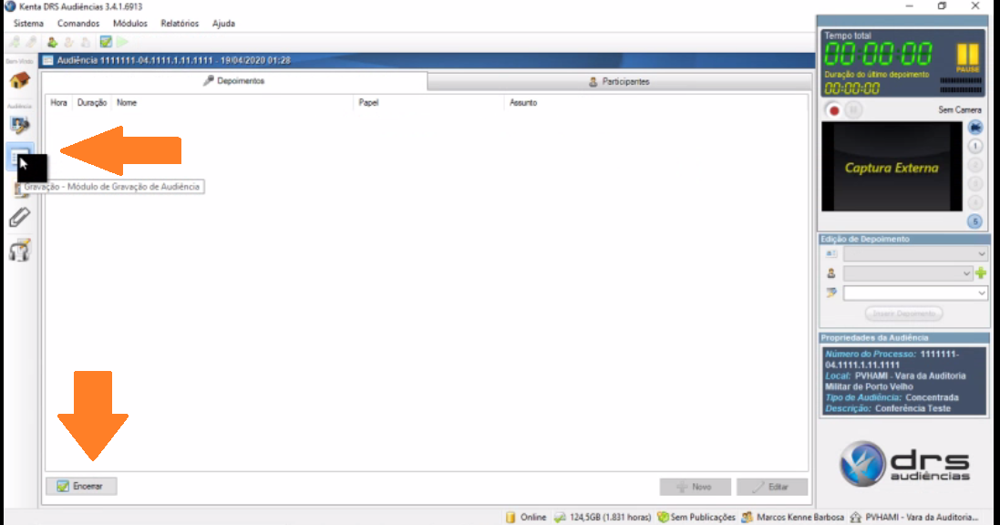 Kenta DRS Audiências 3.4.1.6913
Sistema Comandos Módulos Relatórios Ajuda
Bem Vindo
Audiência 1111111-04.1111.1.11.1111 - 19/04/2020 01:28
Depoimentos
Participantes
Hora Duração Nome Papel Assunto
Audiência
Gravação - Módulo de Gravação de Audiência
Encerrar
Novo
Editar
Tempo total
00:00:00
PAUSE
Duração do último depoimento
00:00:00
Sem Camera
Captura Externa
1
5
Edição de Depoimento
Inserir Depoimento
Propriedades da Audiência
Número do Processo: 1111111-
04.1111.1.11.1111
Local: PVHAMI - Vara da Auditoria
Militar de Porto Velho
Tipo de Audiência: Concentrada
Descrição: Conferência Teste
drs
audiências
Online 124,5GB (1.831 horas) Sem Publicações Marcos Kenne Barbosa PVHAMI - Vara da Auditoria...